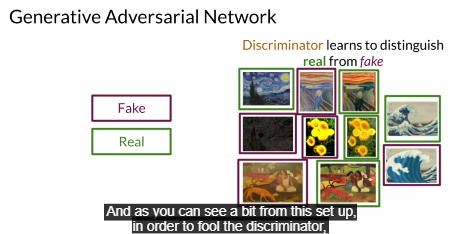 Generative Adversarial Network
Discriminator learns to distinguish
real from fake
Fake
Real
And as you can see a bit from this set up,
in order to fool the discriminator,